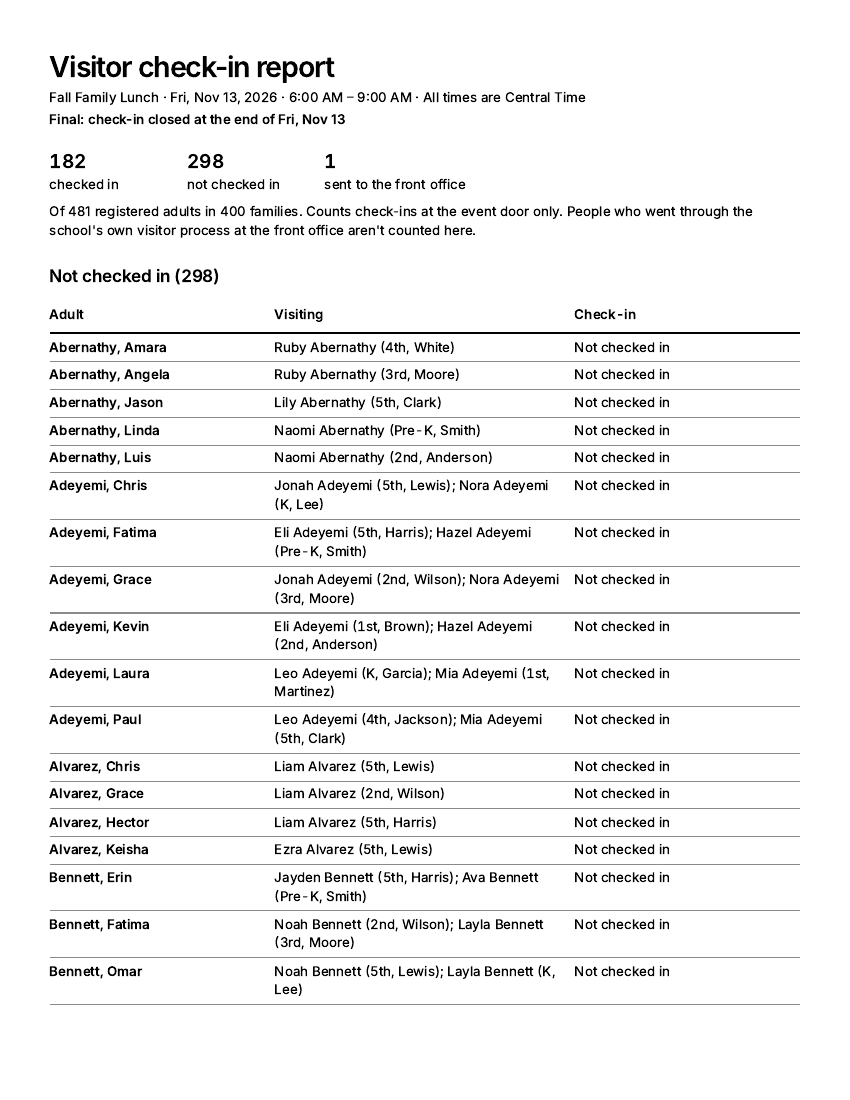 Visitor check-in report
Fall Family Lunch · Fri, Nov 13, 2026 · 6:00 AM – 9:00 AM · All times are Central Time
Final: check-in closed at the end of Fri, Nov 13
182 298 1
checked in not checked in sent to the front office
Of 481 registered adults in 400 families. Counts check-ins at the event door only. People who went through the
school's own visitor process at the front office aren't counted here.
Not checked in (298)
Adult Visiting Check-in
Abernathy, Amara Ruby Abernathy (4th, White) Not checked in
Abernathy, Angela Ruby Abernathy (3rd, Moore) Not checked in
Abernathy, Jason Lily Abernathy (5th, Clark) Not checked in
Abernathy, Linda Naomi Abernathy (Pre-K, Smith) Not checked in
Abernathy, Luis Naomi Abernathy (2nd, Anderson) Not checked in
Adeyemi, Chris Jonah Adeyemi (5th, Lewis); Nora Adeyemi Not checked in
(K, Lee)
Adeyemi, Fatima Eli Adeyemi (5th, Harris); Hazel Adeyemi Not checked in
(Pre-K, Smith)
Adeyemi, Grace Jonah Adeyemi (2nd, Wilson); Nora Adeyemi Not checked in
(3rd, Moore)
Adeyemi, Kevin Eli Adeyemi (1st, Brown); Hazel Adeyemi Not checked in
(2nd, Anderson)
Adeyemi, Laura Leo Adeyemi (K, Garcia); Mia Adeyemi (1st, Not checked in
Martinez)
Adeyemi, Paul Leo Adeyemi (4th, Jackson); Mia Adeyemi Not checked in
(5th, Clark)
Alvarez, Chris Liam Alvarez (5th, Lewis) Not checked in
Alvarez, Grace Liam Alvarez (2nd, Wilson) Not checked in
Alvarez, Hector Liam Alvarez (5th, Harris) Not checked in
Alvarez, Keisha Ezra Alvarez (5th, Lewis) Not checked in
Bennett, Erin Jayden Bennett (5th, Harris); Ava Bennett Not checked in
(Pre-K, Smith)
Bennett, Fatima Noah Bennett (2nd, Wilson); Layla Bennett Not checked in
(3rd, Moore)
Bennett, Omar Noah Bennett (5th, Lewis); Layla Bennett (K, Not checked in
Lee)